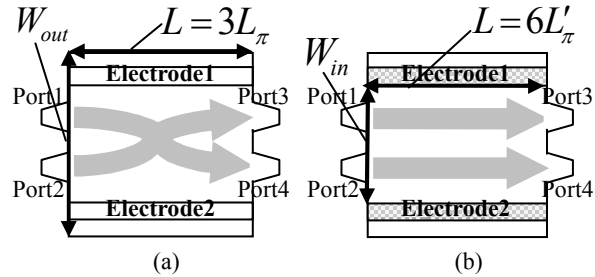 W_out
L = 3L_π
Electrode1
Port1
Port3
Port2
Port4
Electrode2
(a)
W_in
L = 6L'_π
Electrode1
Port1
Port3
Port2
Port4
Electrode2
(b)